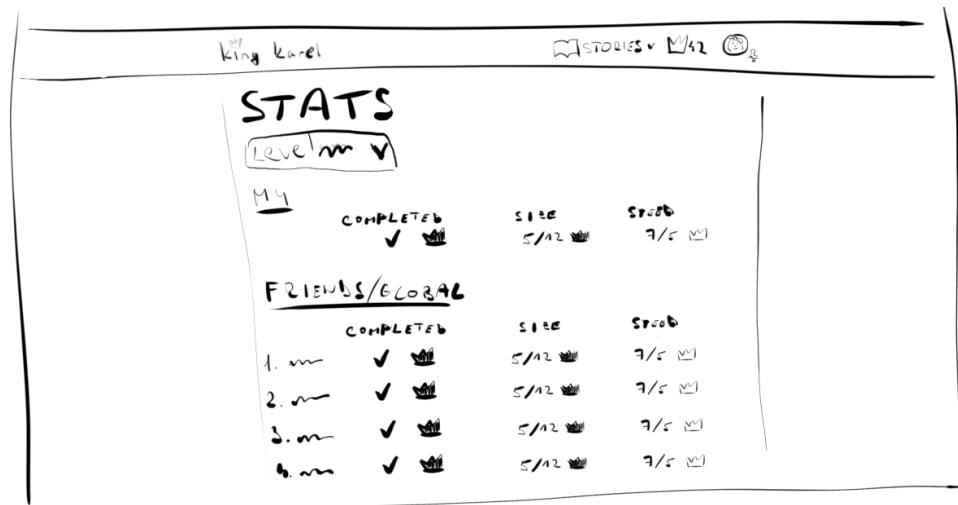 king karel STORIES 42
STATS
Level
MY
COMPLETED SIZE SPEED
5/12 7/5
FRIENDS/GLOBAL
COMPLETED SIZE SPEED
1. 5/12 7/5
2. 5/12 7/5
3. 5/12 7/5
4. 5/12 7/5